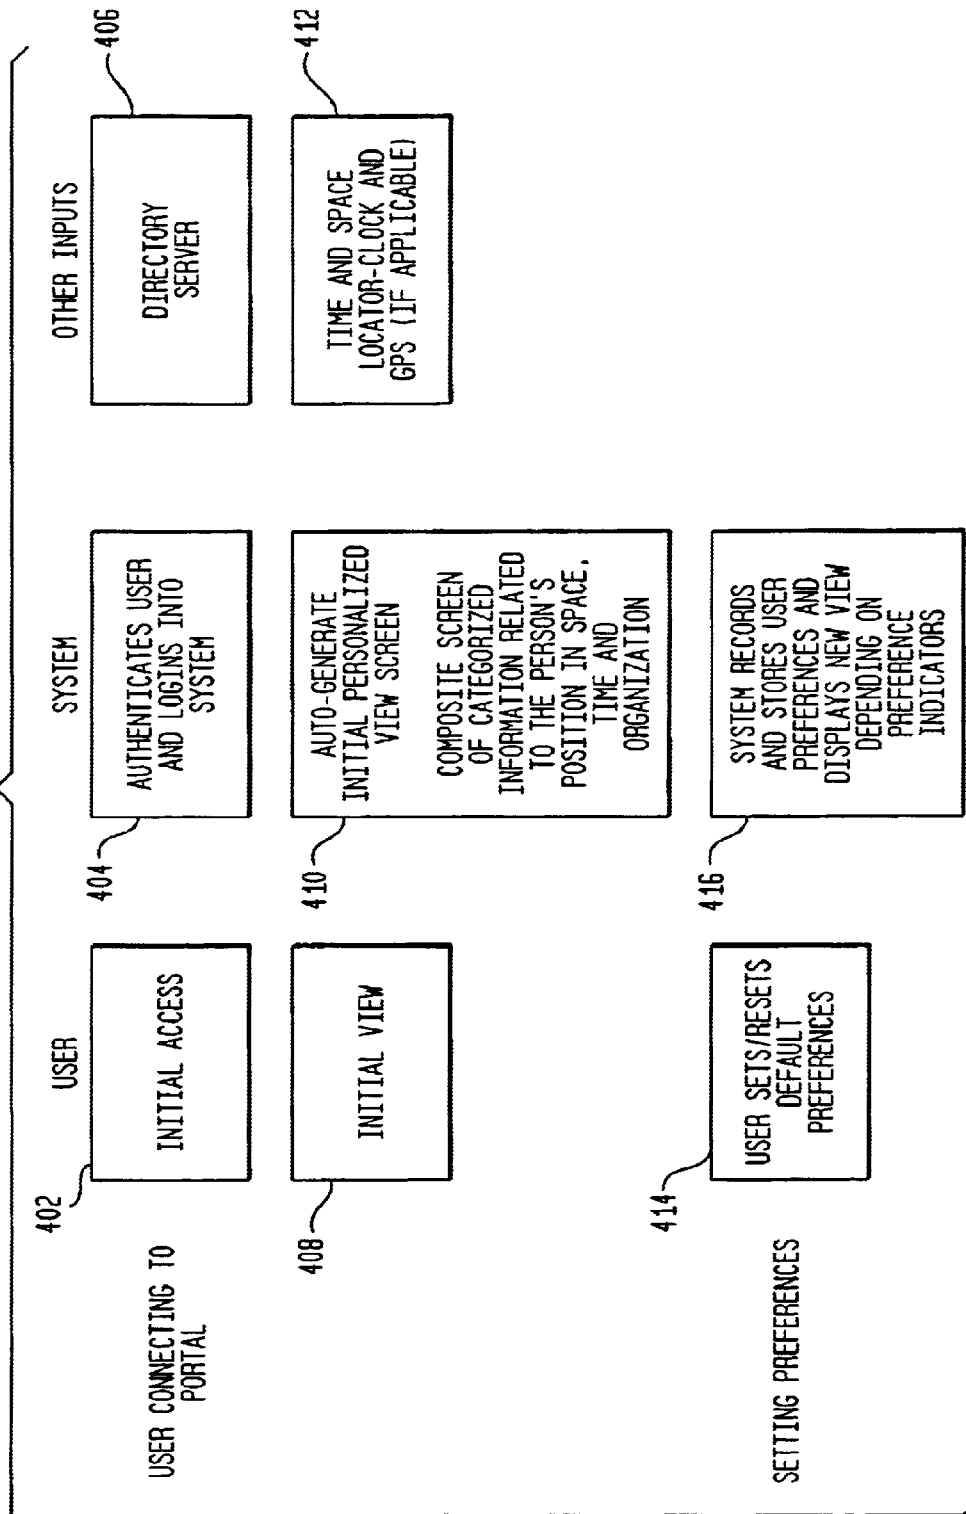 USER
SYSTEM
OTHER INPUTS
USER CONNECTING TO
PORTAL
402
INITIAL ACCESS
404
AUTHENTICATES USER
AND LOGINS INTO
SYSTEM
406
DIRECTORY
SERVER
408
INITIAL VIEW
410
AUTO-GENERATE
INITIAL PERSONALIZED
VIEW SCREEN
COMPOSITE SCREEN
OF CATEGORIZED
INFORMATION RELATED
TO THE PERSON'S
POSITION IN SPACE,
TIME AND
ORGANIZATION
412
TIME AND SPACE
LOCATOR-CLOCK AND
GPS (IF APPLICABLE)
SETTING PREFERENCES
414
USER SETS/RESETS
DEFAULT
PREFERENCES
416
SYSTEM RECORDS
AND STORES USER
PREFERENCES AND
DISPLAYS NEW VIEW
DEPENDING ON
PREFERENCE
INDICATORS